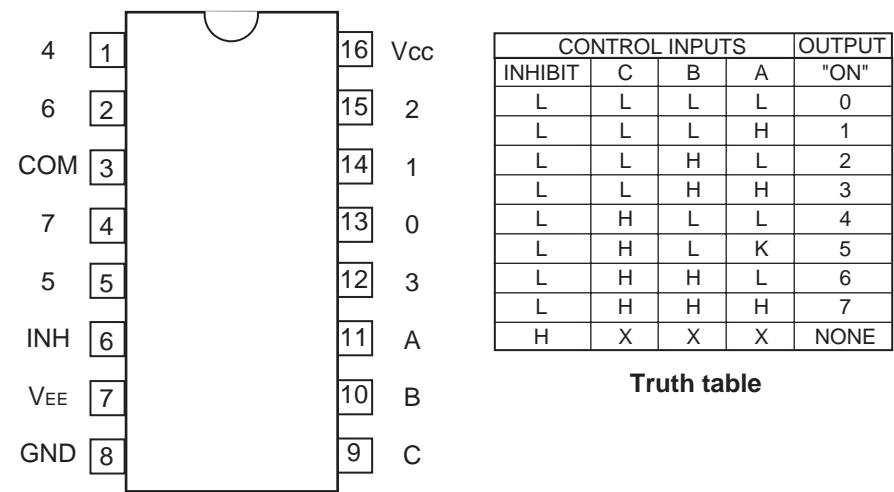 4 1 16 Vcc
6 2 15 2
COM 3 14 1
7 4 13 0
5 5 12 3
INH 6 11 A
VEE 7 10 B
GND 8 9 C
CONTROL INPUTS OUTPUT
INHIBIT C B A "ON"
L L L L 0
L L L H 1
L L H L 2
L L H H 3
L H L L 4
L H L K 5
L H H L 6
L H H H 7
H X X X NONE
Truth table